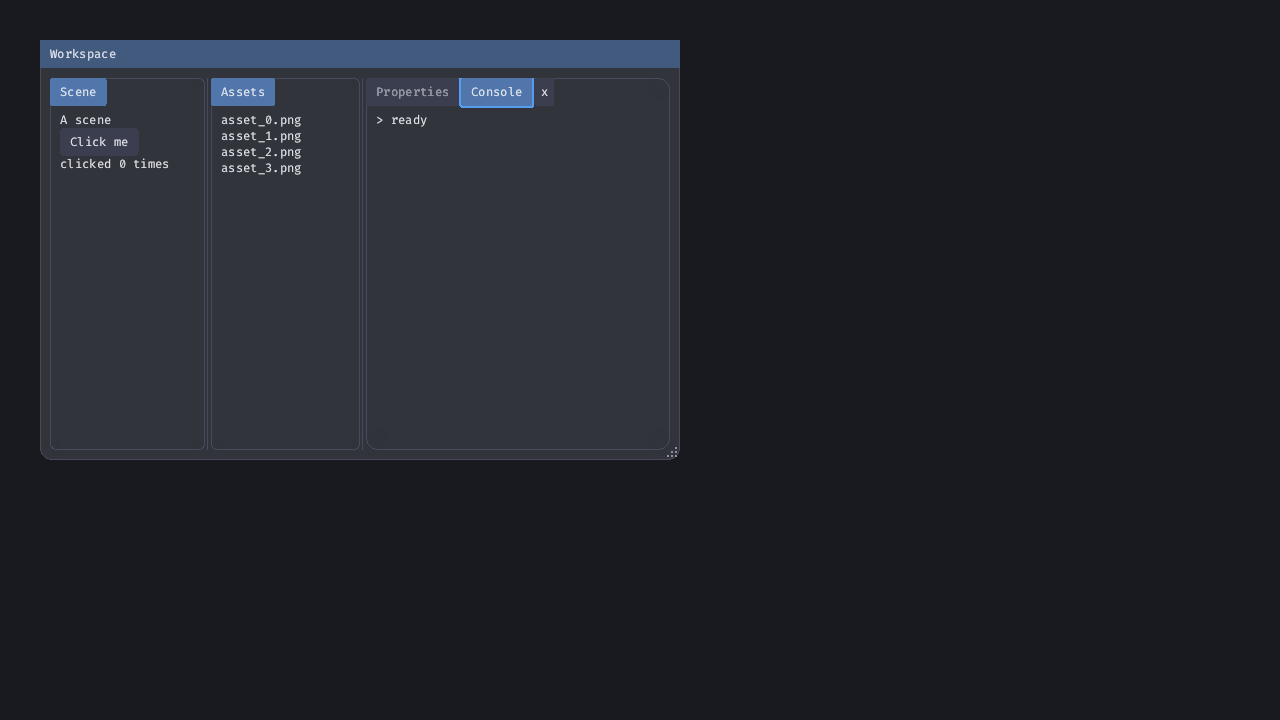 Workspace
Scene
A scene
Click me
clicked 0 times
Assets
asset_0.png
asset_1.png
asset_2.png
asset_3.png
Properties Console x
> ready